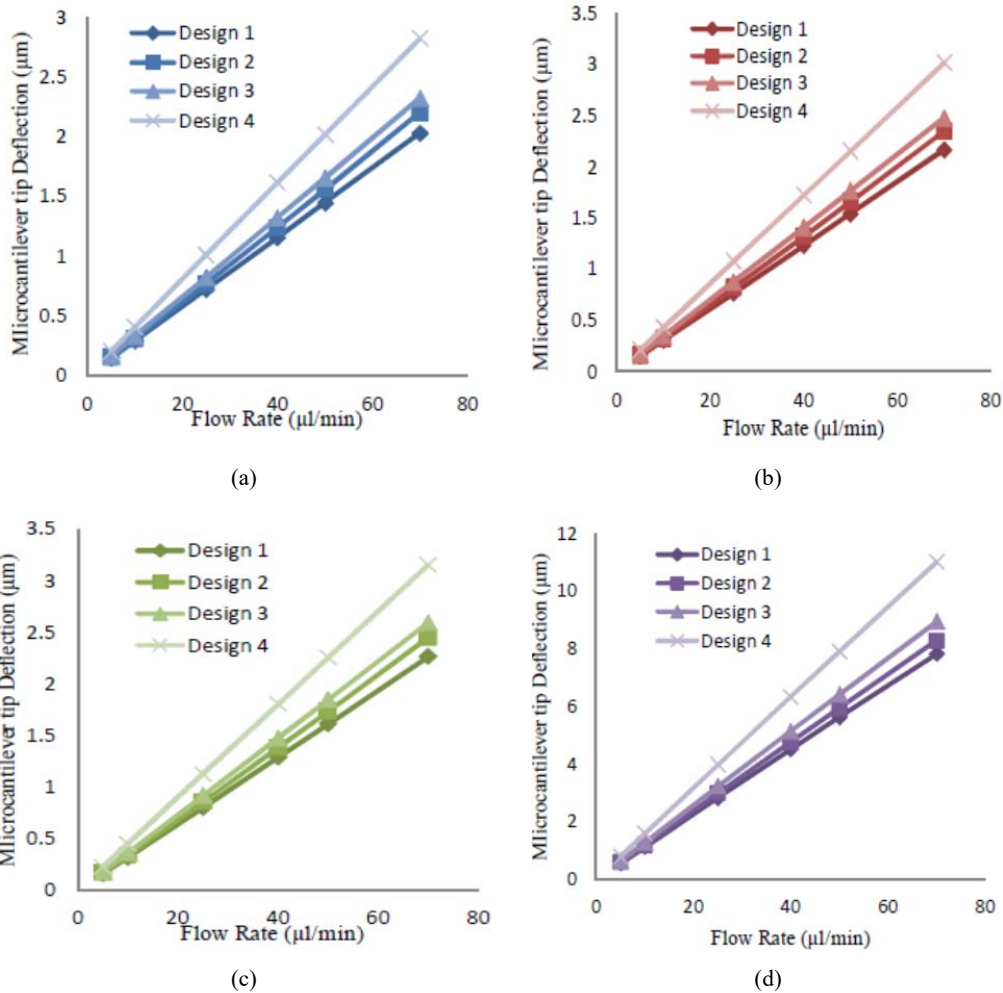 3
2.5
2
1.5
1
0.5
0
MIicrocantilever tip Deflection (µm)
Design 1
Design 2
Design 3
Design 4
0 20 40 60 80
Flow Rate (µl/min)
(a)
3.5
3
2.5
2
1.5
1
0.5
0
MIicrocantilever tip Deflection (µm)
Design 1
Design 2
Design 3
Design 4
0 20 40 60 80
Flow Rate (µl/min)
(b)
3.5
3
2.5
2
1.5
1
0.5
0
MIicrocantilever tip Deflection (µm)
Design 1
Design 2
Design 3
Design 4
0 20 40 60 80
Flow Rate (µl/min)
(c)
12
10
8
6
4
2
0
MIicrocantilever tip Deflection (µm)
Design 1
Design 2
Design 3
Design 4
0 20 40 60 80
Flow Rate (µl/min)
(d)